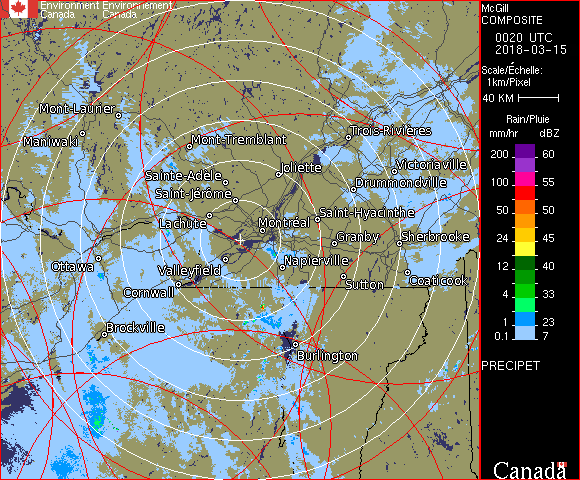 Environment Environnement
Canada Canada
McGill
COMPOSITE
0020 UTC
2018-03-15
Scale/Échelle:
1km/Pixel
40 KM
Rain/Pluie
mm/hr dBZ
200 60
150 55
100 55
50 50
24 45
12 40
4 33
1 23
0.1 7
PRECIPET
Canada
Mont-Laurier
Maniwaki
Mont-Tremblant
Trois-Rivières
Joliette
Victoriaville
Sainte-Adèle
Drummondville
Saint-Jérôme
Saint-Hyacinthe
Lachute
Montréal
Granby
Sherbrooke
Ottawa
Valleyfield
Napierville
Cornwall
Sutton
Coaticook
Brockville
Burlington